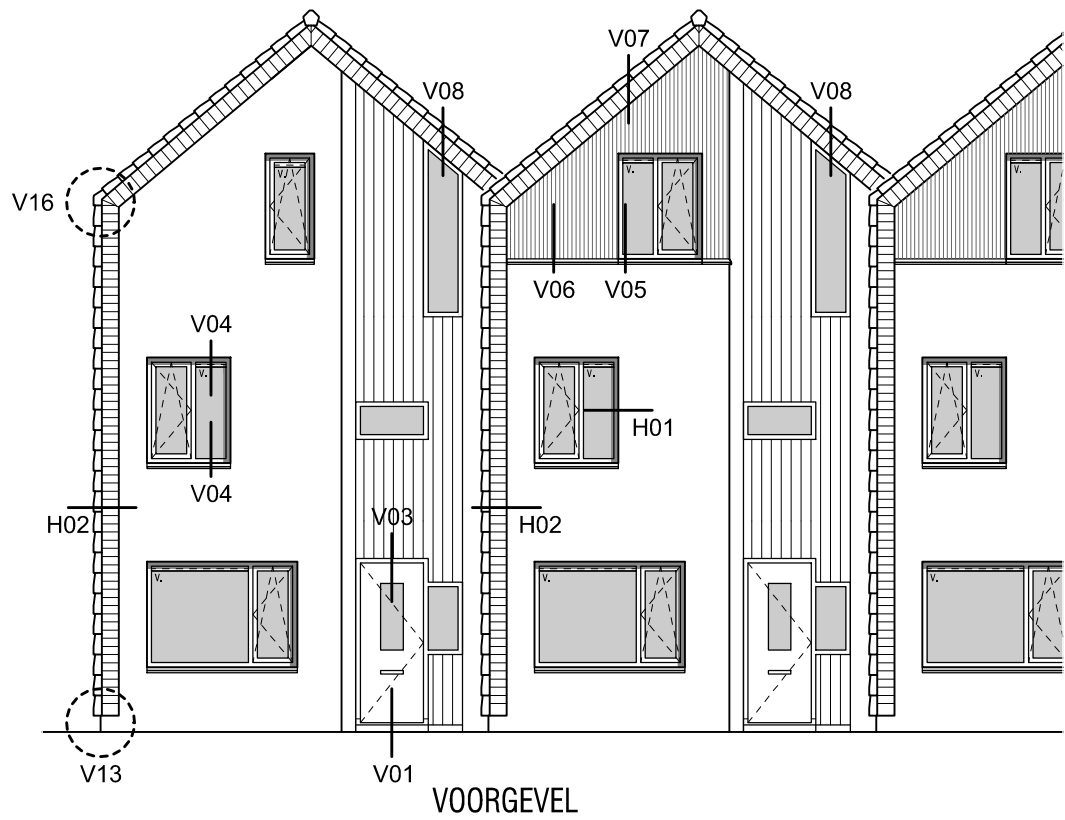 V07
V08
V08
V16
V06
V05
V.
V.
V.
V.
V04
V.
V.
V.
H01
V04
H02
V03
H02
V.
V.
V.
V13
V01
VOORGEVEL